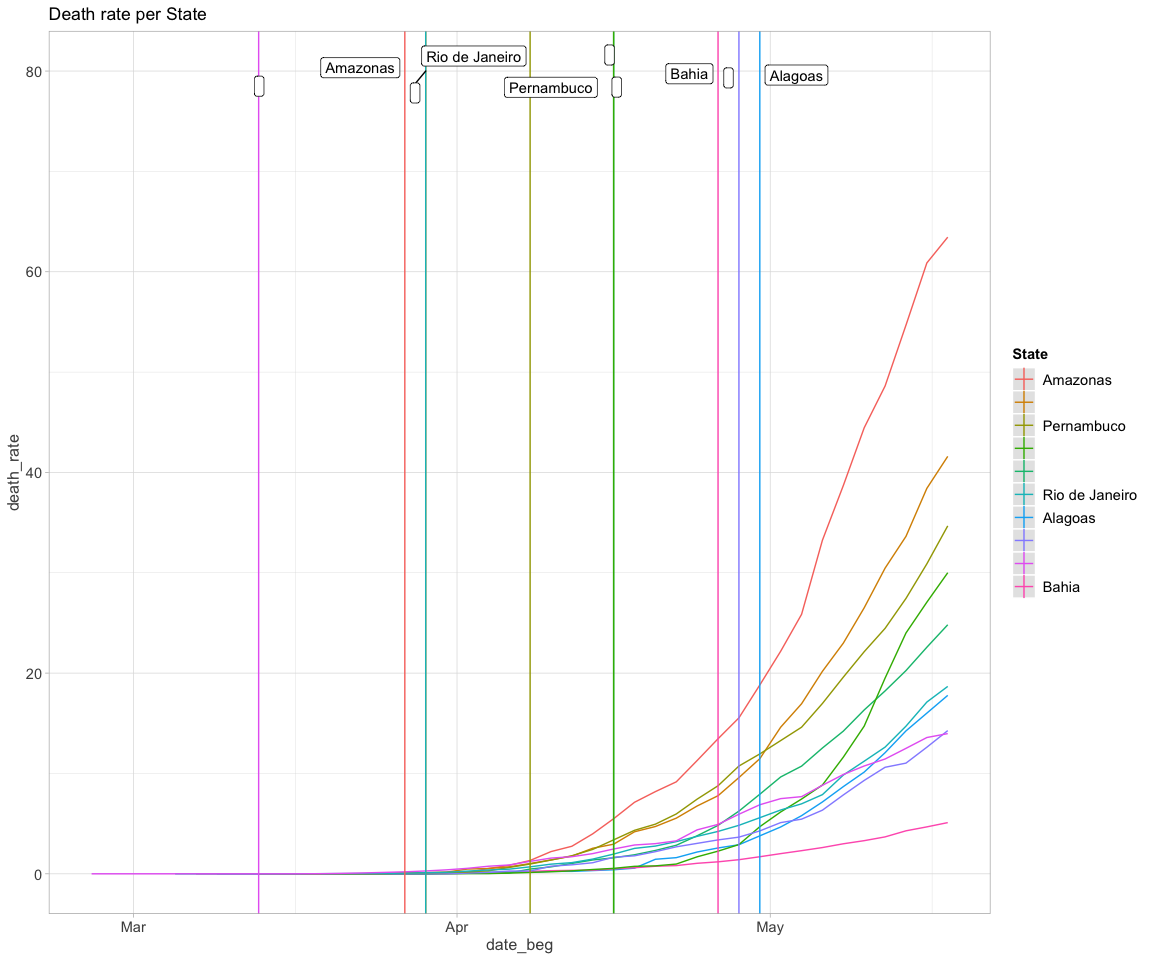 Death rate per State
Rio de Janeiro
Amazonas
Pernambuco
Bahia
Alagoas
80
60
40
20
0
death_rate
Mar
Apr
May
date_beg
State
Amazonas
Pernambuco
Rio de Janeiro
Alagoas
Bahia